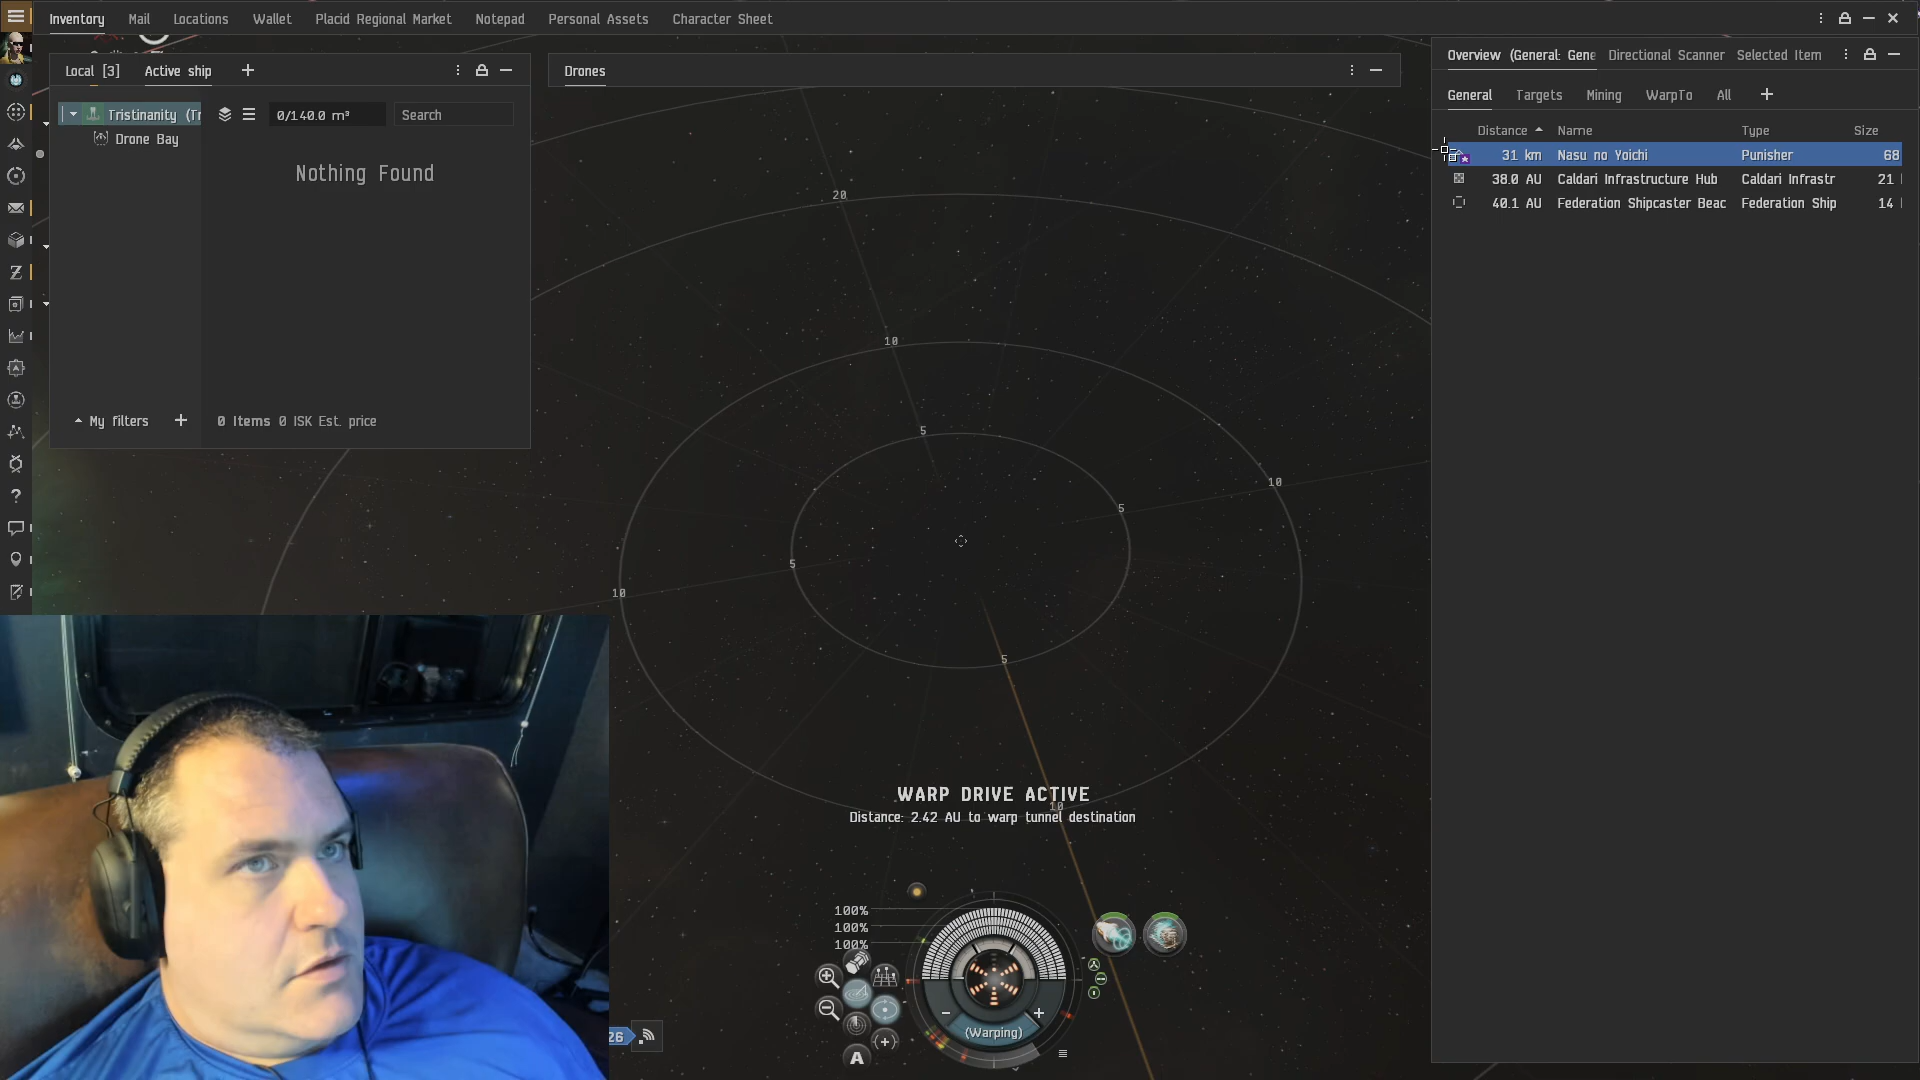 Inventory Mail Locations Wallet Placid Regional Market Notepad Personal Assets Character Sheet
Local [3] Active ship
Tristinanity (Tr
Drone Bay
0/140.0 m³
Search
Nothing Found
My filters
0 Items 0 ISK Est. price
Drones
Overview (General: Gene Directional Scanner Selected Item
General Targets Mining WarpTo All
Distance Name Type Size
31 km Nasu no Yoichi Punisher 68
38.0 AU Caldari Infrastructure Hub Caldari Infrastr 21
40.1 AU Federation Shipcaster Beac Federation Ship 14
20
10
5
10
5
5
10
5
10
WARP DRIVE ACTIVE
Distance: 2.42 AU to warp tunnel destination
100%
100%
100%
(Warping)
A
26